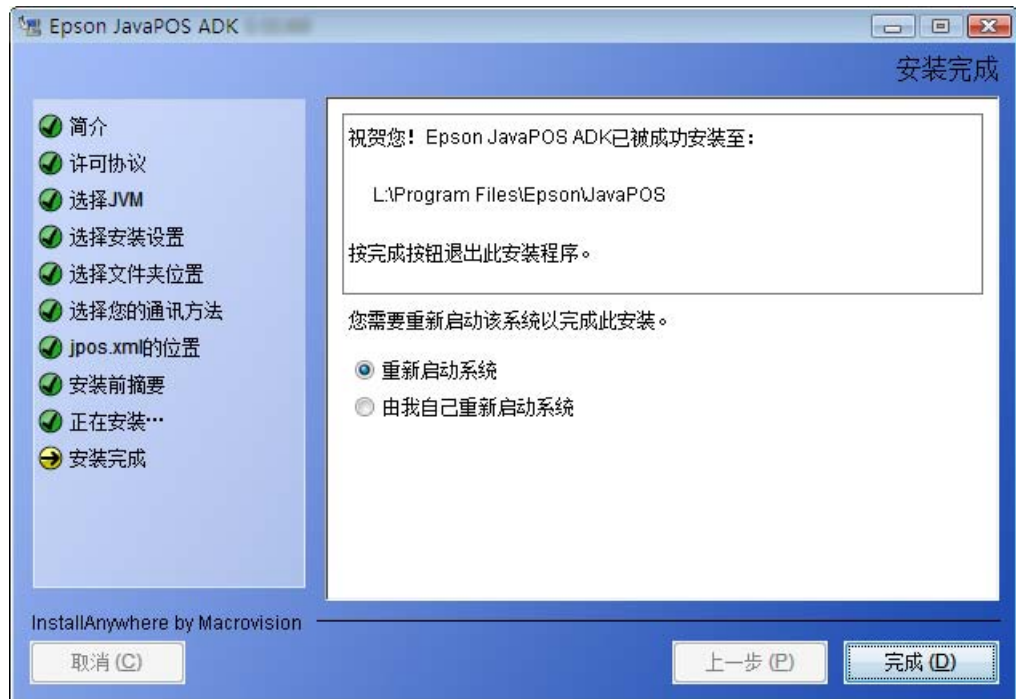 Epson JavaPOS ADK
安装完成
简介
许可协议
选择JVM
选择安装设置
选择文件夹位置
选择您的通讯方法
jpos.xml的位置
安装前摘要
正在安装…
安装完成
祝贺您！Epson JavaPOS ADK已被成功安装至：
L:\Program Files\Epson\JavaPOS
按完成按钮退出此安装程序。
您需要重新启动该系统以完成此安装。
重新启动系统
由我自己重新启动系统
InstallAnywhere by Macrovision
取消 (C)
上一步 (P)
完成 (D)